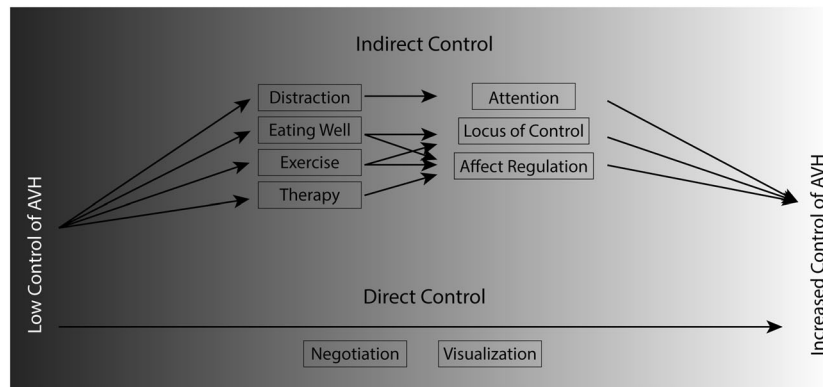 Indirect Control
Distraction
Attention
Eating Well
Locus of Control
Exercise
Affect Regulation
Therapy
Low Control of AVH
Increased Control of AVH
Direct Control
Negotiation
Visualization